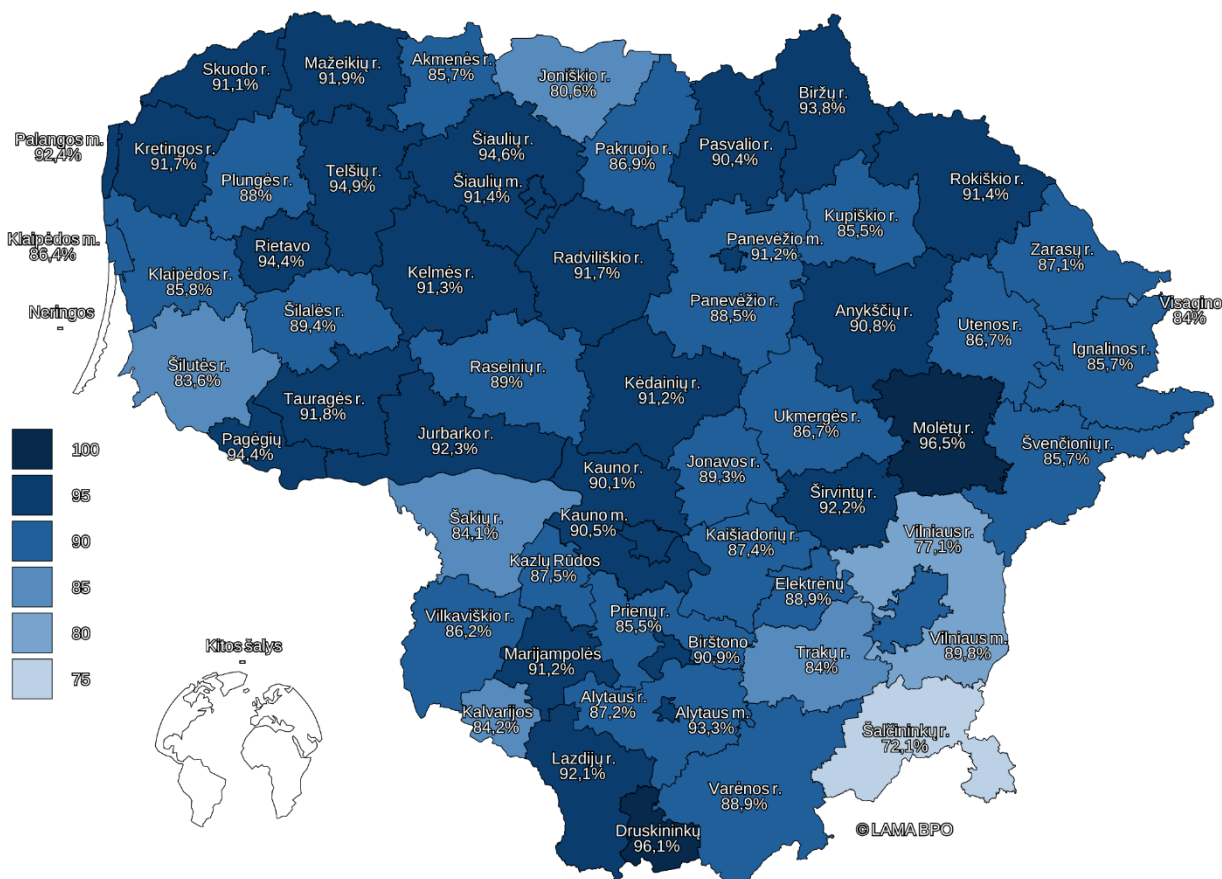 Skuodo r.
91,1%
Mažeikių r.
91,9%
Akmenės r.
85,7%
Joniškio r.
80,6%
Biržų r.
93,8%
Palangos m.
92,4%
Kretingos r.
91,7%
Plungės r.
88%
Telšių r.
94,9%
Šiaulių r.
94,6%
Šiaulių m.
91,4%
Pakruojo r.
86,9%
Pasvalio r.
90,4%
Rokiškio r.
91,4%
Klaipėdos m.
86,4%
Klaipėdos r.
85,8%
Rietavo
94,4%
Kelmės r.
91,3%
Radviliškio r.
91,7%
Panevėžio m.
91,2%
Kupiškio r.
85,5%
Zarasų r.
87,1%
Neringos
-
Šilalės r.
89,4%
Panevėžio r.
88,5%
Anykščių r.
90,8%
Utenos r.
86,7%
Visagino
84%
Ignalinos r.
85,7%
Šilutės r.
83,6%
Tauragės r.
91,8%
Raseinių r.
89%
Kėdainių r.
91,2%
Ukmergės r.
86,7%
Molėtų r.
96,5%
Švenčionių r.
85,7%
Pagėgių
94,4%
Jurbarko r.
92,3%
Kauno r.
90,1%
Jonavos r.
89,3%
Širvintų r.
92,2%
100
95
90
85
80
75
Šakių r.
84,1%
Kauno m.
90,5%
Kaišiadorių r.
87,4%
Vilniaus r.
77,1%
Kazlų Rūdos
87,5%
Elektrėnų
88,9%
Vilkaviškio r.
86,2%
Prienų r.
85,5%
Birštono
90,9%
Trakų r.
84%
Vilniaus m.
89,8%
Kitos šalys
-
Marijampolės
91,2%
Kalvarijos
84,2%
Alytaus r.
87,2%
Alytaus m.
93,3%
Šalčininkų r.
72,1%
Lazdijų r.
92,1%
Varėnos r.
88,9%
Druskininkų
96,1%
© LAMA BPO